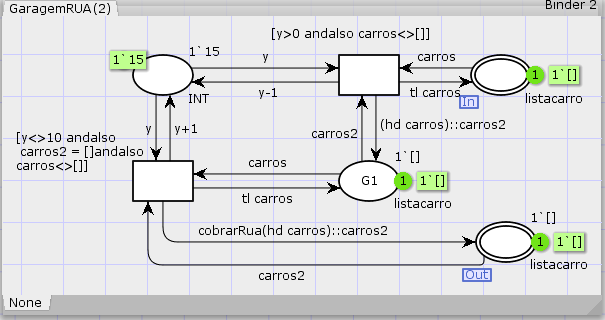 GaragemRUA(2)
Binder 2
[y>0 andalso carros<>[]]
1`15
1`15
y
carros
1
1`[]
y-1
tl carros
In
INT
listacarro
y
y+1
carros2
(hd carros)::carros2
[y<>10 andalso
carros2 = []andalso
carros<>[]]
carros
1`[]
G1
1
1`[]
tl carros
listacarro
1`[]
cobrarRua(hd carros)::carros2
1
1`[]
listacarro
Out
carros2
None